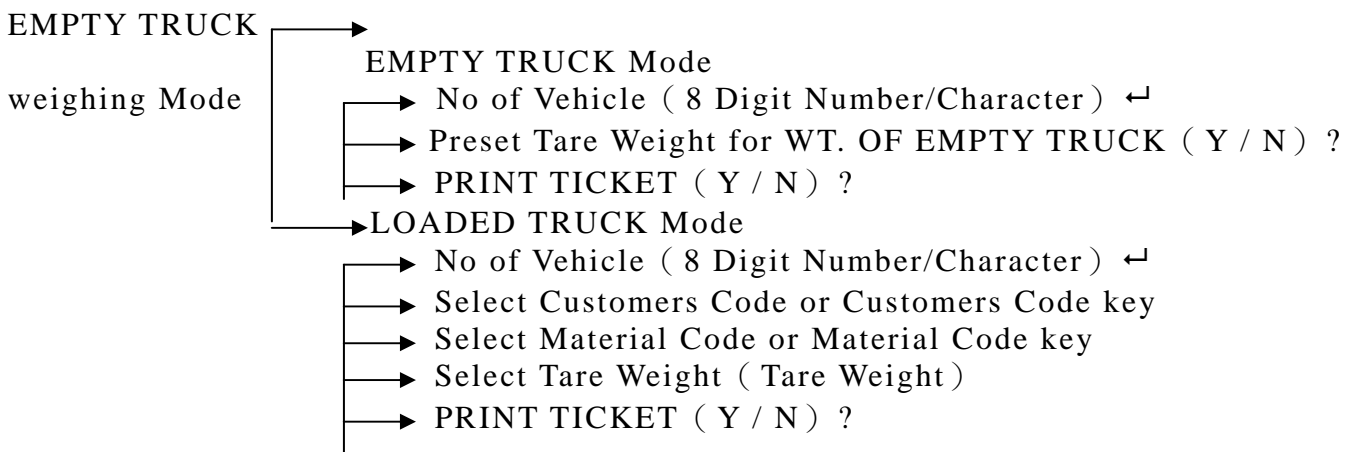 EMPTY TRUCK
EMPTY TRUCK Mode
weighing Mode
No of Vehicle（8 Digit Number/Character）↵
Preset Tare Weight for WT. OF EMPTY TRUCK（Y / N）?
PRINT TICKET（Y / N）?
LOADED TRUCK Mode
No of Vehicle（8 Digit Number/Character）↵
Select Customers Code or Customers Code key
Select Material Code or Material Code key
Select Tare Weight（Tare Weight）
PRINT TICKET（Y / N）?